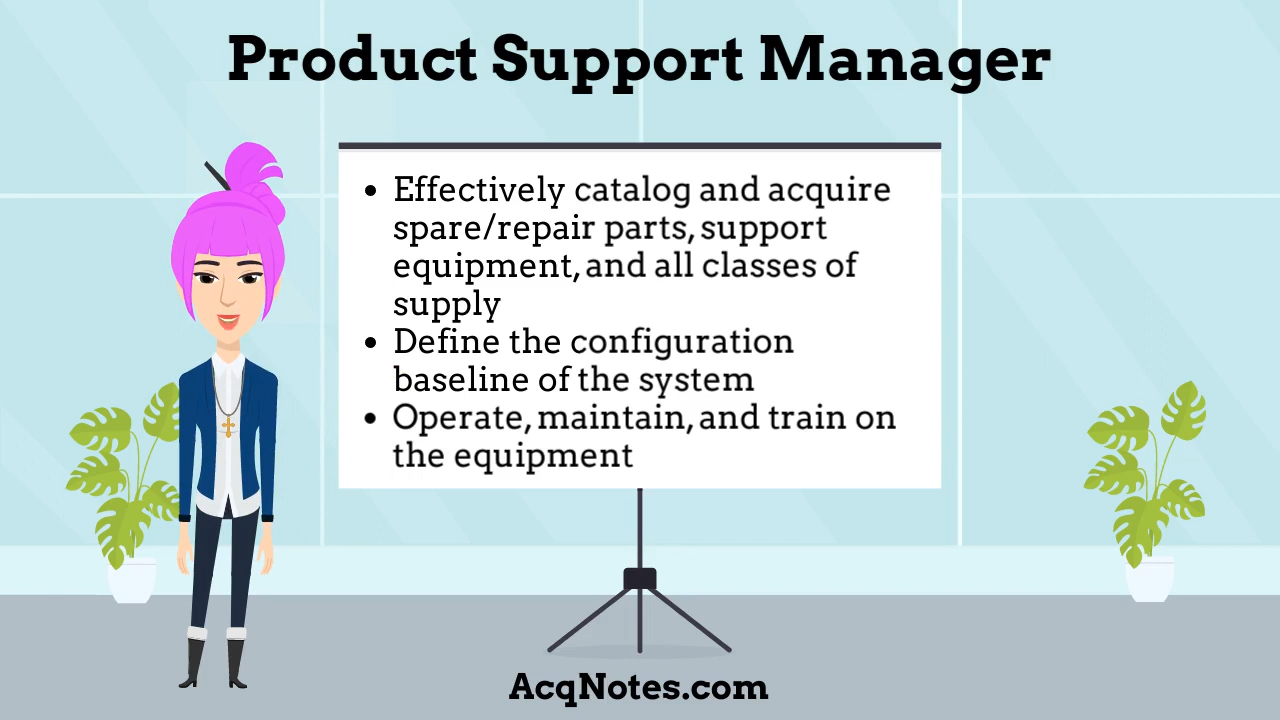 Product Support Manager
• Effectively catalog and acquire
spare/repair parts, support
equipment, and all classes of
supply
• Define the configuration
baseline of the system
• Operate, maintain, and train on
the equipment
AcqNotes.com